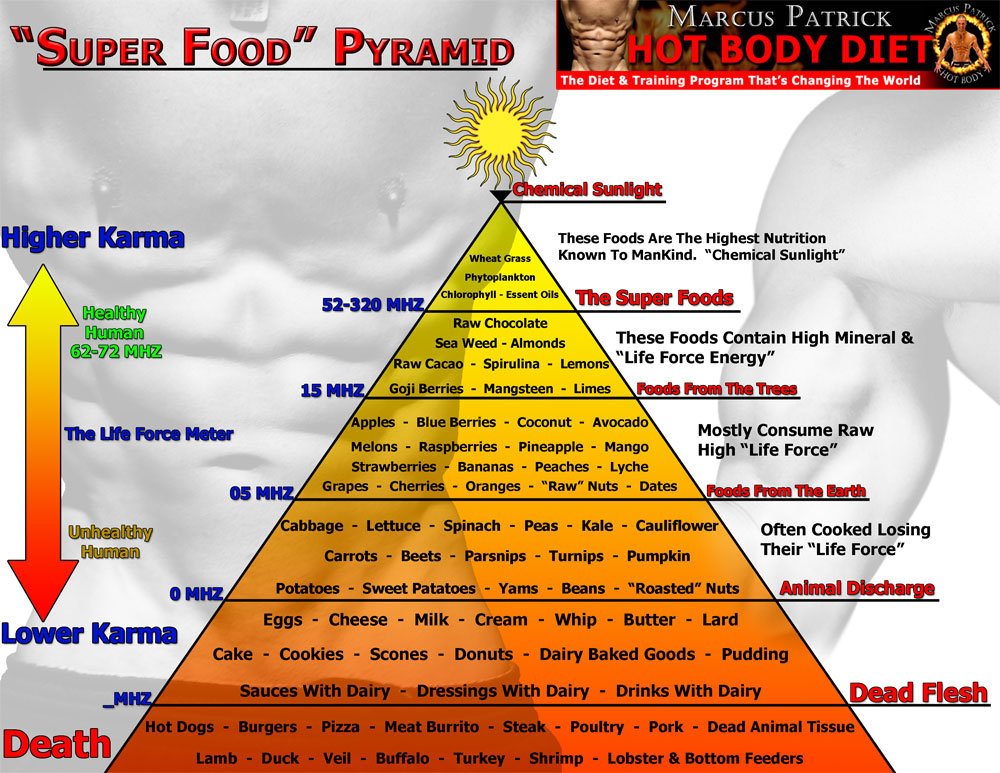 “Super Food” Pyramid
Marcus Patrick
HOT BODY DIET
The Diet & Training Program That's Changing The World
MARCUS PATRICK
HOT BODY
Chemical Sunlight
Higher Karma
These Foods Are The Highest Nutrition
Known To ManKind. “Chemical Sunlight”
Wheat Grass
Phytoplankton
Chlorophyll - Essent Oils
52-320 MHZ
The Super Foods
Healthy
Human
62-72 MHZ
Raw Chocolate
Sea Weed - Almonds
Raw Cacao - Spirulina - Lemons
Goji Berries - Mangsteen - Limes
These Foods Contain High Mineral &
“Life Force Energy”
15 MHZ
Foods From The Trees
The Life Force Meter
Apples - Blue Berries - Coconut - Avocado
Melons - Raspberries - Pineapple - Mango
Strawberries - Bananas - Peaches - Lyche
Grapes - Cherries - Oranges - “Raw” Nuts - Dates
Mostly Consume Raw
High “Life Force”
05 MHZ
Foods From The Earth
Unhealthy
Human
Cabbage - Lettuce - Spinach - Peas - Kale - Cauliflower
Carrots - Beets - Parsnips - Turnips - Pumpkin
Potatoes - Sweet Patatoes - Yams - Beans - “Roasted” Nuts
Often Cooked Losing
Their “Life Force”
0 MHZ
Animal Discharge
Lower Karma
Eggs - Cheese - Milk - Cream - Whip - Butter - Lard
Cake - Cookies - Scones - Donuts - Dairy Baked Goods - Pudding
Sauces With Dairy - Dressings With Dairy - Drinks With Dairy
_MHZ
Dead Flesh
Death
Hot Dogs - Burgers - Pizza - Meat Burrito - Steak - Poultry - Pork - Dead Animal Tissue
Lamb - Duck - Veil - Buffalo - Turkey - Shrimp - Lobster & Bottom Feeders